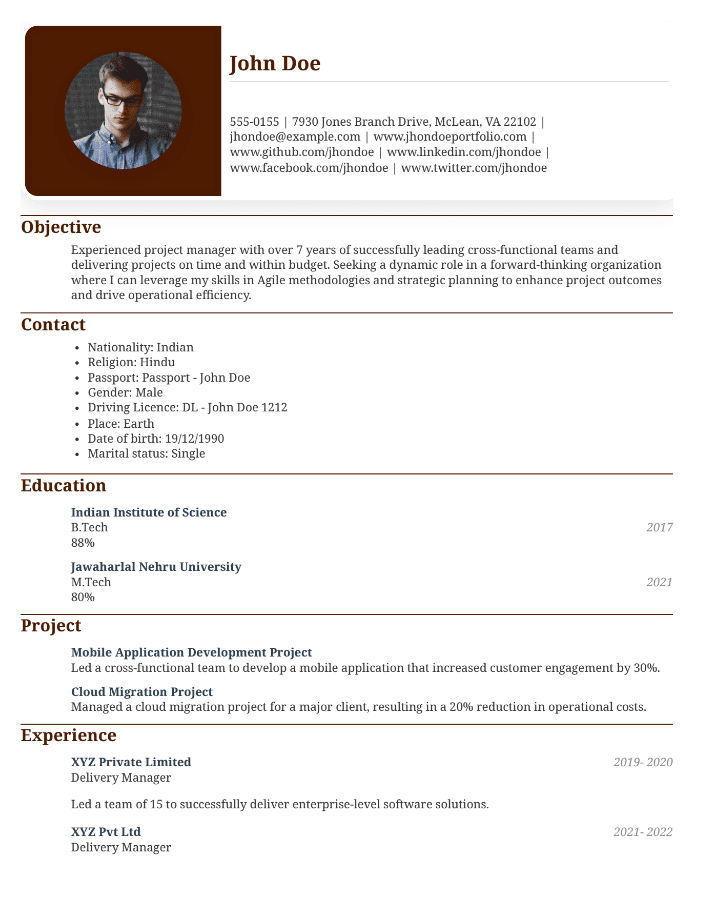 John Doe
555-0155 | 7930 Jones Branch Drive, McLean, VA 22102 |
jhondoe@example.com | www.jhondoeportfolio.com |
www.github.com/jhondoe | www.linkedin.com/jhondoe |
www.facebook.com/jhondoe | www.twitter.com/jhondoe
Objective
Experienced project manager with over 7 years of successfully leading cross-functional teams and
delivering projects on time and within budget. Seeking a dynamic role in a forward-thinking organization
where I can leverage my skills in Agile methodologies and strategic planning to enhance project outcomes
and drive operational efficiency.
Contact
• Nationality: Indian
• Religion: Hindu
• Passport: Passport - John Doe
• Gender: Male
• Driving Licence: DL - John Doe 1212
• Place: Earth
• Date of birth: 19/12/1990
• Marital status: Single
Education
Indian Institute of Science
B.Tech 2017
88%
Jawaharlal Nehru University
M.Tech 2021
80%
Project
Mobile Application Development Project
Led a cross-functional team to develop a mobile application that increased customer engagement by 30%.
Cloud Migration Project
Managed a cloud migration project for a major client, resulting in a 20% reduction in operational costs.
Experience
XYZ Private Limited 2019- 2020
Delivery Manager
Led a team of 15 to successfully deliver enterprise-level software solutions.
XYZ Pvt Ltd 2021- 2022
Delivery Manager